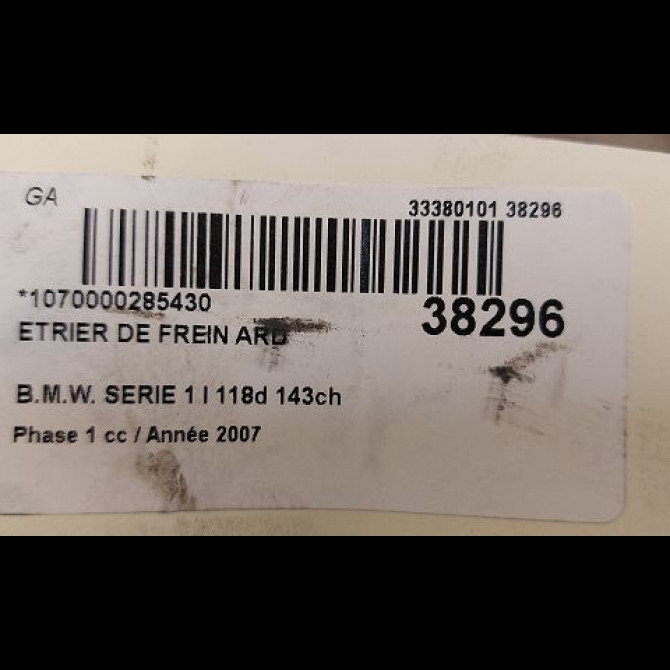 GA
33380101 38296
*1070000285430
38296
ETRIER DE FREIN ARD
B.M.W. SERIE 1 I 118d 143ch
Phase 1 cc / Année 2007